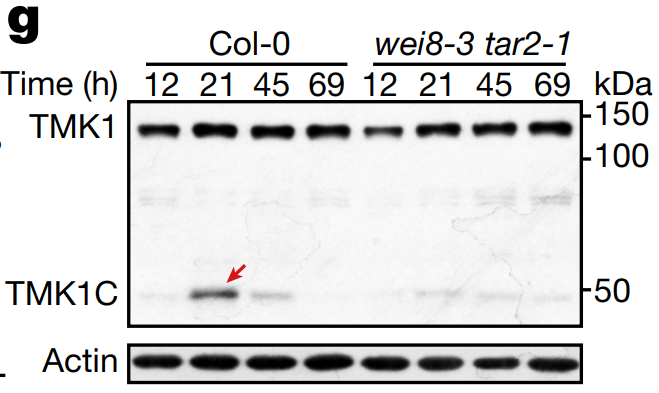 g
Col-0 wei8-3 tar2-1
Time (h) 12 21 45 69 12 21 45 69 kDa
TMK1
150
100
TMK1C
50
Actin